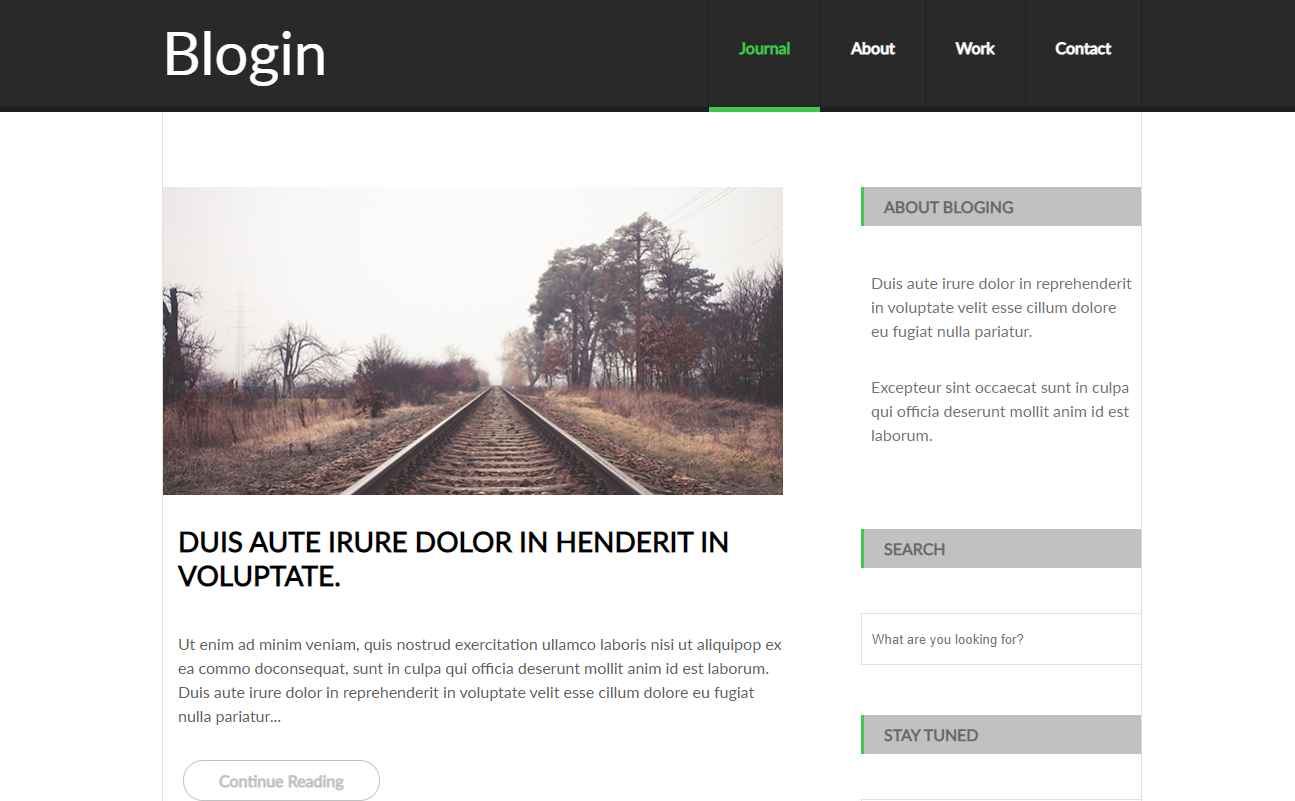 Blogin
Journal
About
Work
Contact
DUIS AUTE IRURE DOLOR IN HENDERIT IN
VOLUPTATE.
Ut enim ad minim veniam, quis nostrud exercitation ullamco laboris nisi ut aliquipop ex
ea commo doconsequat, sunt in culpa qui officia deserunt mollit anim id est laborum.
Duis aute irure dolor in reprehenderit in voluptate velit esse cillum dolore eu fugiat
nulla pariatur...
Continue Reading
ABOUT BLOGING
Duis aute irure dolor in reprehenderit
in voluptate velit esse cillum dolore
eu fugiat nulla pariatur.
Excepteur sint occaecat sunt in culpa
qui officia deserunt mollit anim id est
laborum.
SEARCH
What are you looking for?
STAY TUNED